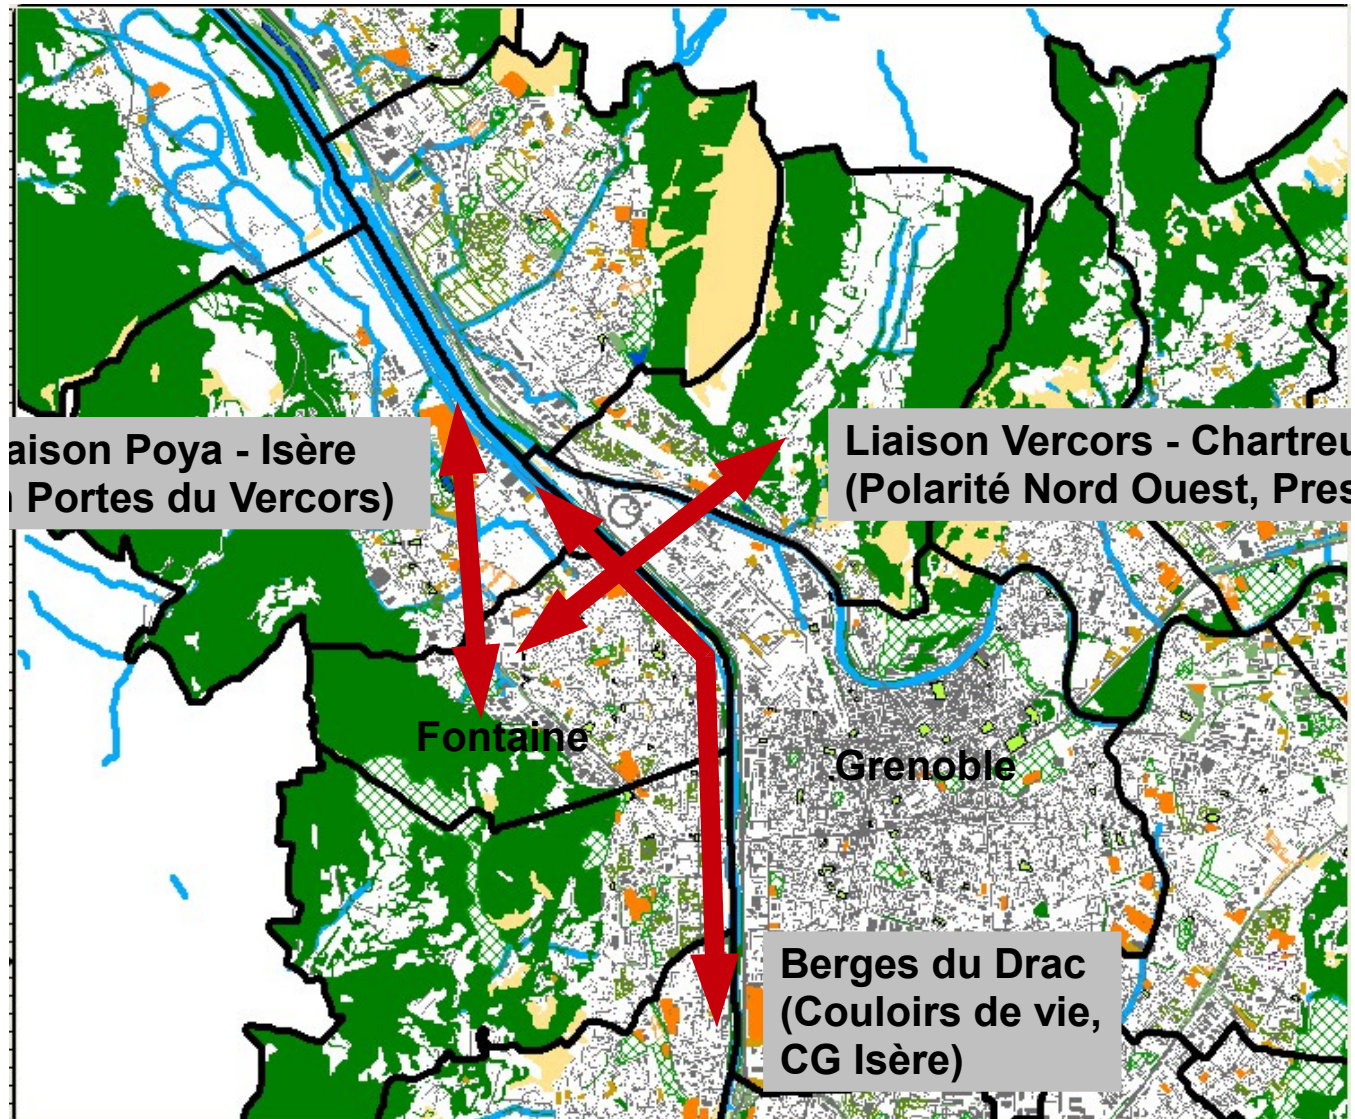 aison Poya - Isère
Portes du Vercors)
Liaison Vercors - Chartreu
(Polarité Nord Ouest, Pres
Fontaine
Grenoble
Berges du Drac
(Couloirs de vie,
CG Isère)